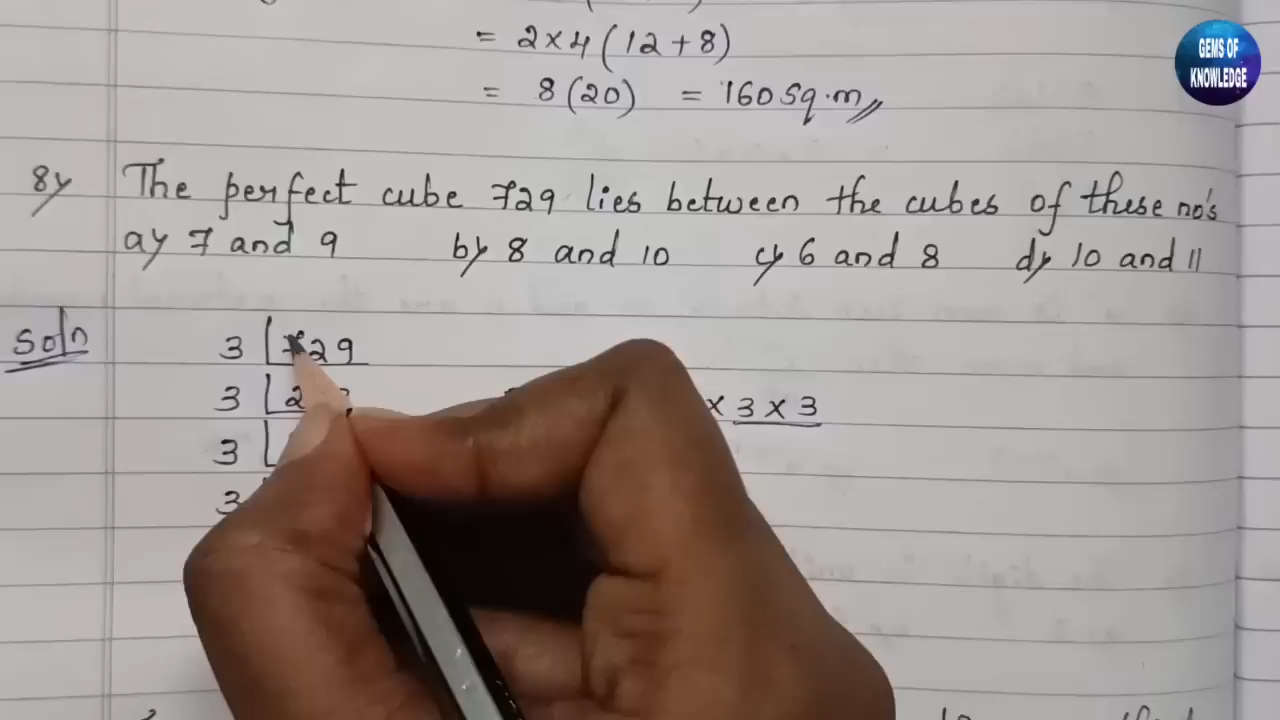 = 2×4(12+8)
= 8(20) = 160 sq.m
GEMS OF
KNOWLEDGE
8) The perfect cube 729 lies between the cubes of these no's
a) 7 and 9 b) 8 and 10 c) 6 and 8 d) 10 and 11
Soln
3 729
3 2
× 3 × 3
3
3